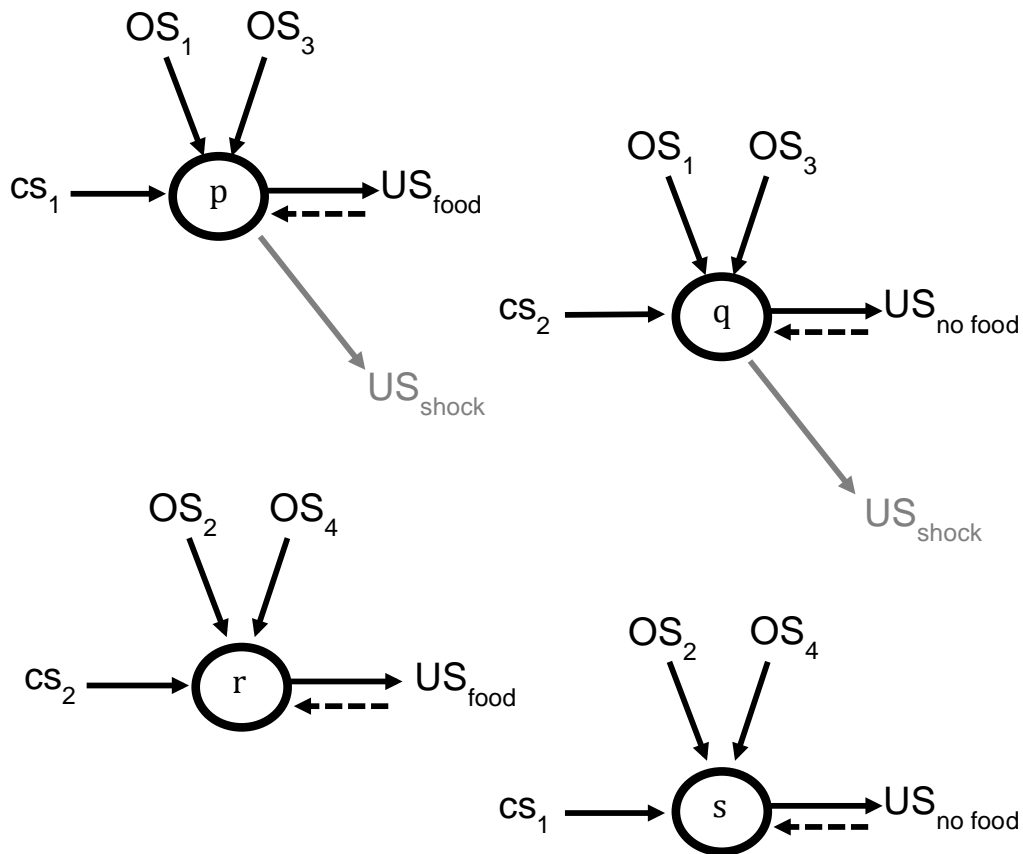 OS1 OS3
cs1 p USfood
USshock
OS1 OS3
cs2 q USno food
USshock
OS2 OS4
cs2 r USfood
OS2 OS4
cs1 s USno food